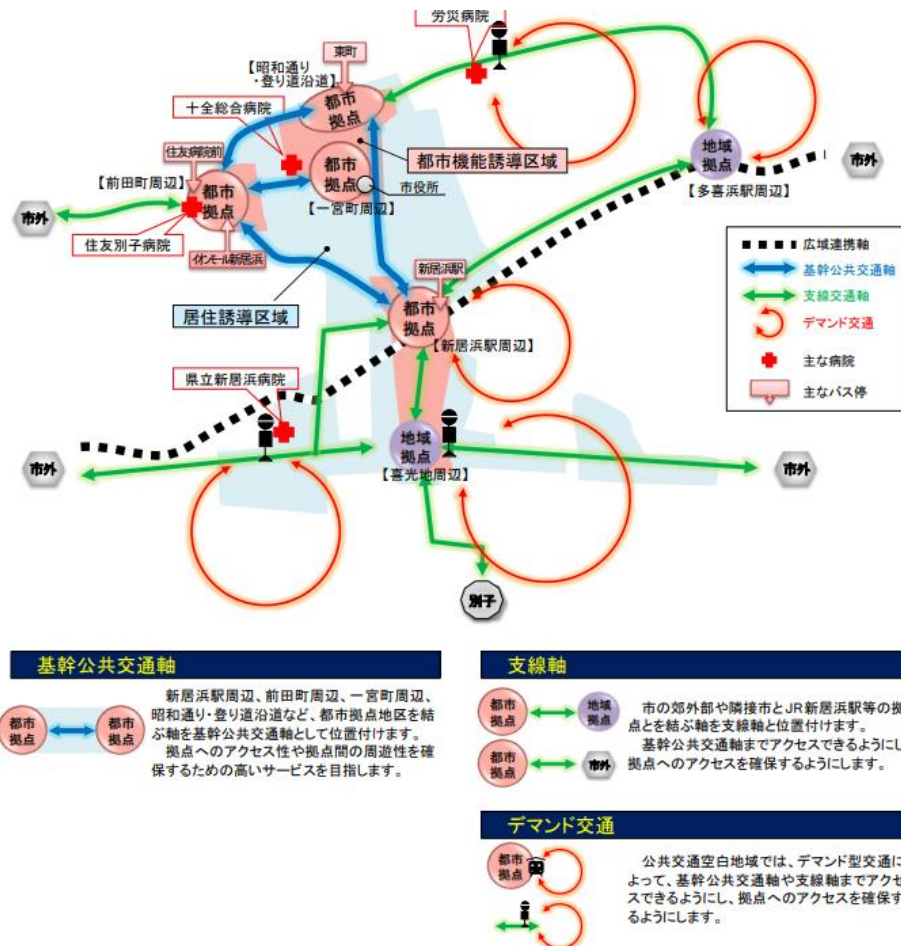 労災病院
東町
【昭和通り
・登り道沿道】
都市
拠点
十全総合病院
都市機能誘導区域
地域
拠点
市外
【多喜浜駅周辺】
住友病院前
都市
拠点
市役所
【前田町周辺】
都市
拠点
【一宮町周辺】
市外
住友別子病院
イオンモール新居浜
新居浜駅
居住誘導区域
都市
拠点
【新居浜駅周辺】
広域連携軸
基幹公共交通軸
支線交通軸
デマンド交通
主な病院
主なバス停
県立新居浜病院
地域
拠点
【喜光地周辺】
市外
市外
別子
基幹公共交通軸
都市
拠点
都市
拠点
新居浜駅周辺、前田町周辺、一宮町周辺、
昭和通り・登り道沿道など、都市拠点地区を結
ぶ軸を基幹公共交通軸として位置付けます。
拠点へのアクセス性や拠点間の周遊性を確
保するための高いサービスを目指します。
支線軸
都市
拠点
地域
拠点
都市
拠点
市外
市の郊外部や隣接市とJR新居浜駅等の拠
点とを結ぶ軸を支線軸と位置付けます。
基幹公共交通軸までアクセスできるようにし
拠点へのアクセスを確保するようにします。
デマンド交通
都市
拠点
公共交通空白地域では、デマンド型交通に
よって、基幹公共交通軸や支線軸までアクセ
スできるようにし、拠点へのアクセスを確保す
るようにします。